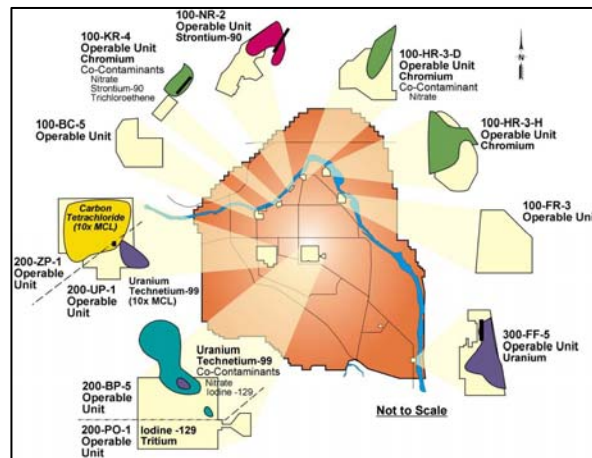 100-NR-2
Operable Unit
Strontium-90
100-KR-4
Operable Unit
Chromium
Co-Contaminants
Nitrate
Strontium-90
Trichloroethene
100-HR-3-D
Operable Unit
Chromium
Co-Contaminant
Nitrate
100-BC-5
Operable Unit
100-HR-3-H
Operable Unit
Chromium
100-FR-3
Operable Unit
Carbon
Tetrachloride
(10x MCL)
200-ZP-1
Operable
Unit
200-UP-1
Operable
Unit
Uranium
Technetium-99
(10x MCL)
300-FF-5
Operable Unit
Uranium
Uranium
Technetium-99
Co-Contaminants
Nitrate
Iodine -129
200-BP-5
Operable
Unit
200-PO-1
Operable
Unit
Iodine -129
Tritium
Not to Scale